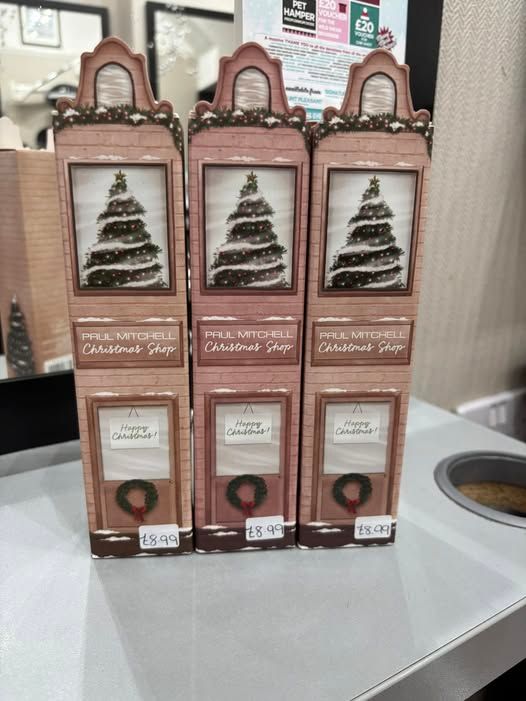 PET
HAMPER
£20
VOUCHER
£20
VOUCHER
PAUL MITCHELL
Christmas Shop
Happy
Christmas!
£8.99
PAUL MITCHELL
Christmas Shop
Happy
Christmas!
£8.99
PAUL MITCHELL
Christmas Shop
Happy
Christmas!
£8.99